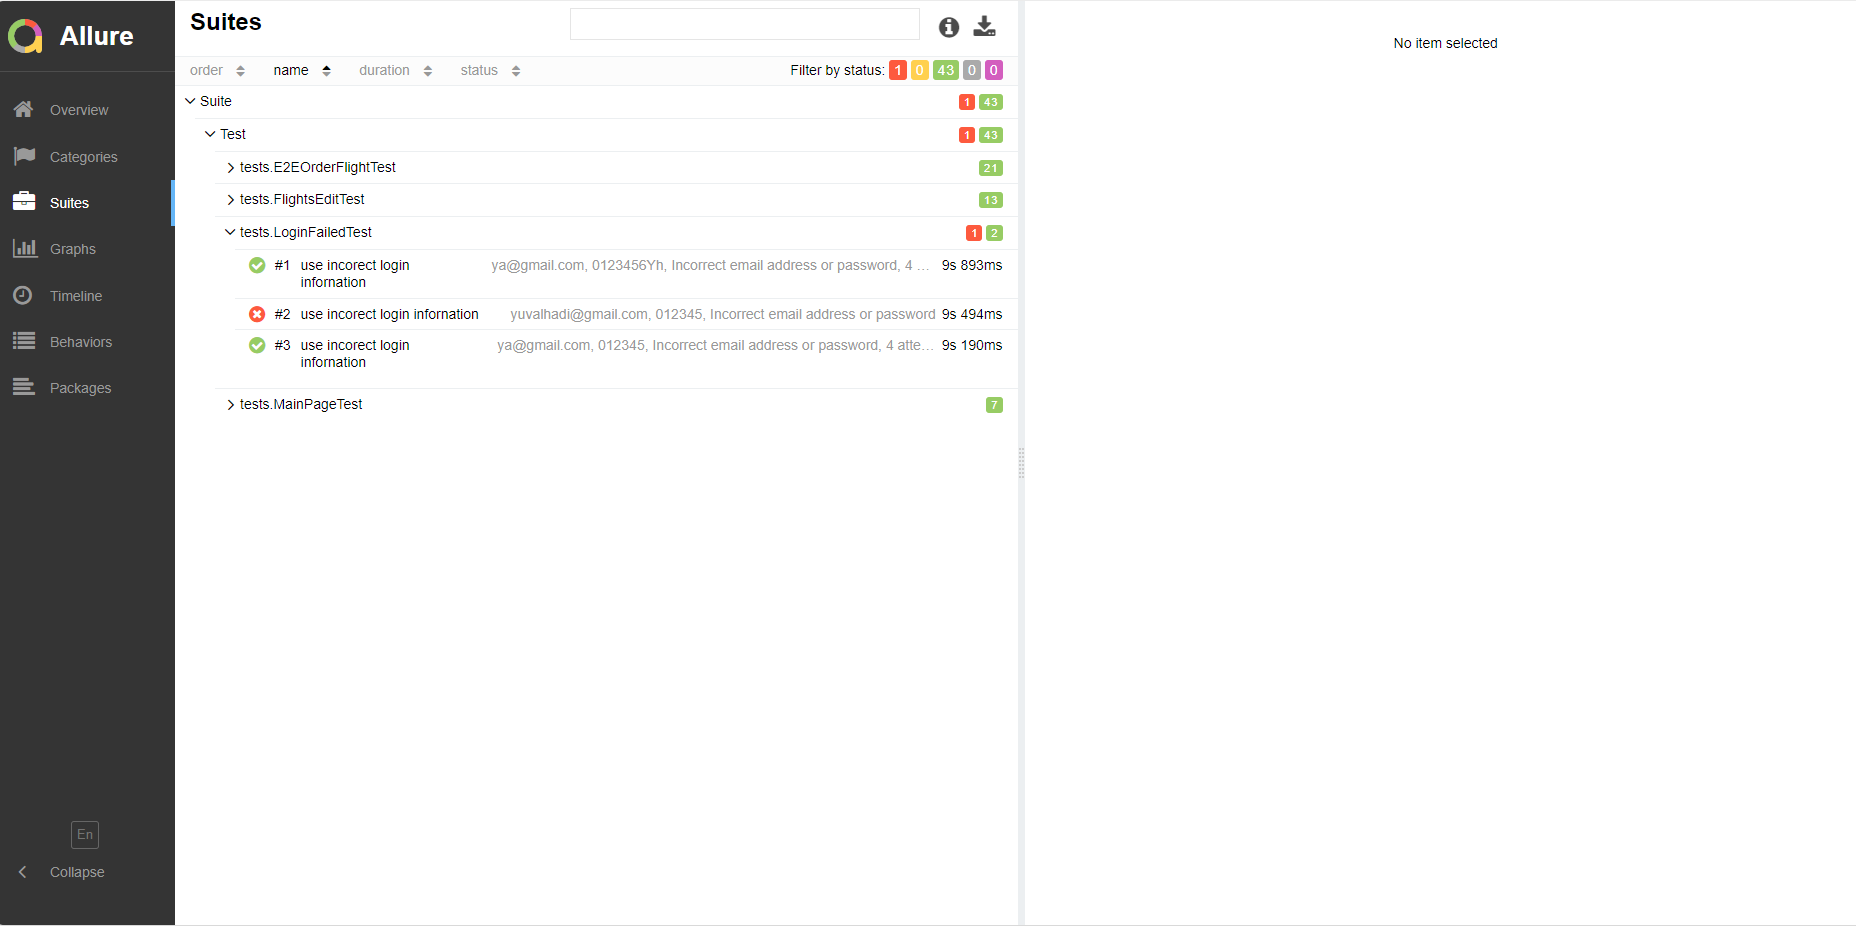 Allure
Overview
Categories
Suites
Graphs
Timeline
Behaviors
Packages
En
Collapse
Suites
order name duration status Filter by status: 1 0 43 0 0
Suite 1 43
Test 1 43
tests.E2EOrderFlightTest 21
tests.FlightsEditTest 13
tests.LoginFailedTest 1 2
#1 use incorect login ya@gmail.com, 0123456Yh, Incorrect email address or password, 4 ... 9s 893ms
infornation
#2 use incorect login infornation yuvalhadi@gmail.com, 012345, Incorrect email address or password 9s 494ms
#3 use incorect login ya@gmail.com, 012345, Incorrect email address or password, 4 atte... 9s 190ms
infornation
tests.MainPageTest 7
No item selected